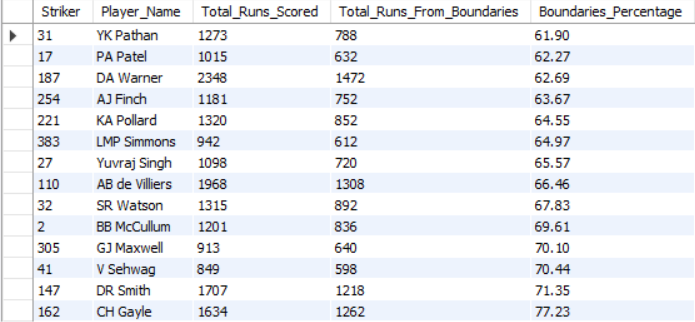 Striker Player_Name Total_Runs_Scored Total_Runs_From_Boundaries Boundaries_Percentage
31 YK Pathan 1273 788 61.90
17 PA Patel 1015 632 62.27
187 DA Warner 2348 1472 62.69
254 AJ Finch 1181 752 63.67
221 KA Pollard 1320 852 64.55
383 LMP Simmons 942 612 64.97
27 Yuvraj Singh 1098 720 65.57
110 AB de Villiers 1968 1308 66.46
32 SR Watson 1315 892 67.83
2 BB McCullum 1201 836 69.61
305 GJ Maxwell 913 640 70.10
41 V Sehwag 849 598 70.44
147 DR Smith 1707 1218 71.35
162 CH Gayle 1634 1262 77.23